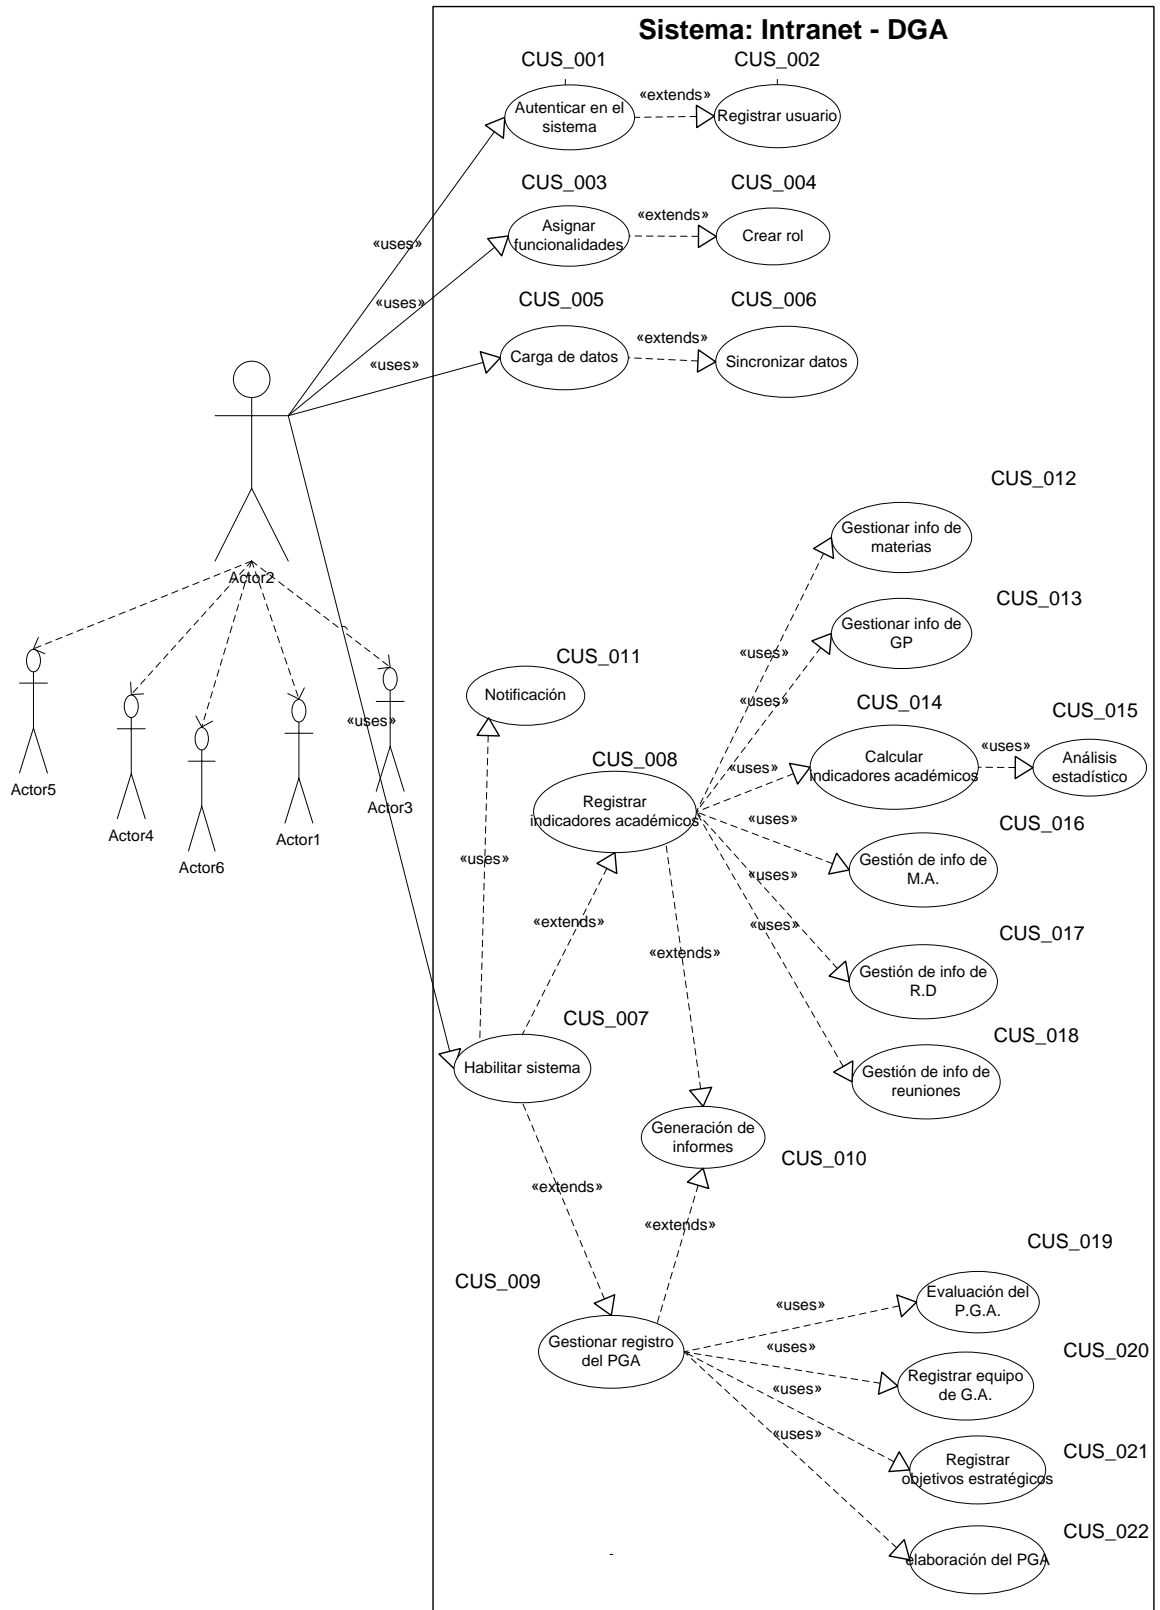 Sistema: Intranet - DGA
CUS_001
CUS_002
Autenticar en el
sistema
«extends»
Registrar usuario
CUS_003
CUS_004
Asignar
funcionalidades
«extends»
Crear rol
«uses»
«uses»
CUS_005
CUS_006
Carga de datos
«extends»
Sincronizar datos
«uses»
CUS_012
Gestionar info de
materias
Actor2
CUS_013
Gestionar info de
GP
«uses»
CUS_011
Notificación
«uses»
CUS_014
CUS_015
«uses»
Actor5
Actor4
Actor6
Actor1
Actor3
CUS_008
Registrar
indicadores académicos
«uses»
Calcular
indicadores académicos
«uses»
Análisis
estadístico
CUS_016
«uses»
Gestión de info de
M.A.
«uses»
«uses»
«extends»
«uses»
CUS_017
«extends»
Gestión de info de
R.D
CUS_007
CUS_018
Habilitar sistema
Gestión de info de
reuniones
Generación de
informes
CUS_010
«extends»
«extends»
CUS_019
CUS_009
Evaluación del
P.G.A.
«uses»
Gestionar registro
del PGA
«uses»
CUS_020
Registrar equipo
de G.A.
«uses»
«uses»
CUS_021
Registrar
objetivos estratégicos
CUS_022
elaboración del PGA
-